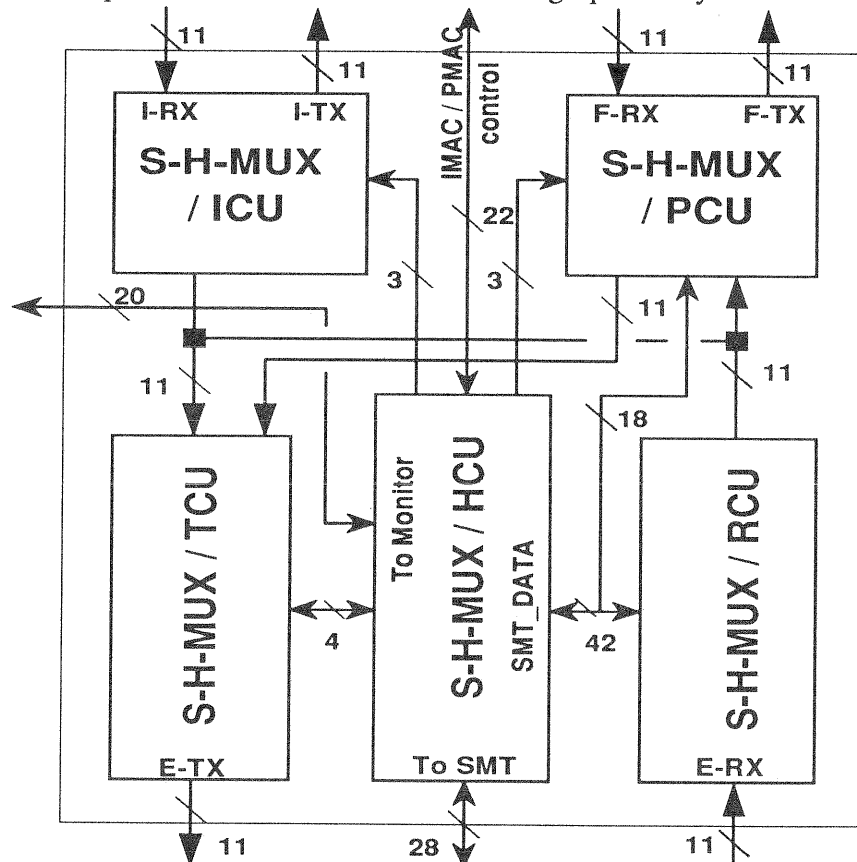 11
11
IMAC / PMAC
control
11
11
I-RX
I-TX
S-H-MUX
/ ICU
F-RX
F-TX
S-H-MUX
/ PCU
22
20
3
3
11
11
11
18
S-H-MUX / TCU
E-TX
To Monitor
S-H-MUX / HCU
SMT_DATA
To SMT
S-H-MUX / RCU
E-RX
4
42
11
28
11